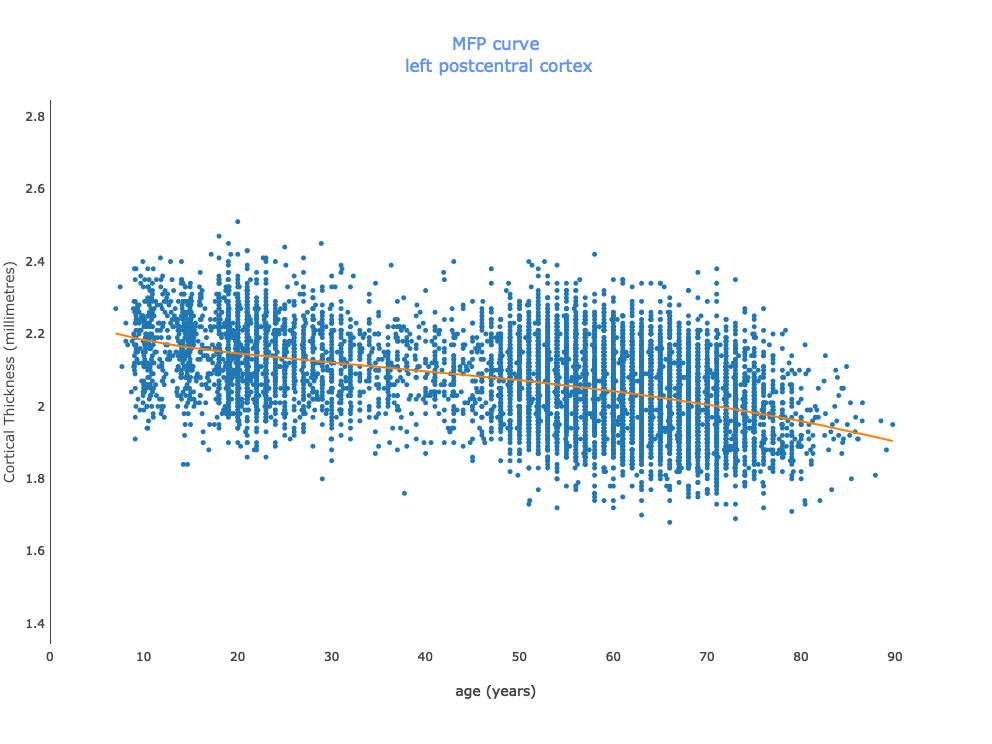 MFP curve
left postcentral cortex
Cortical Thickness (millimetres)
2.8
2.6
2.4
2.2
2
1.8
1.6
1.4
0 10 20 30 40 50 60 70 80 90
age (years)